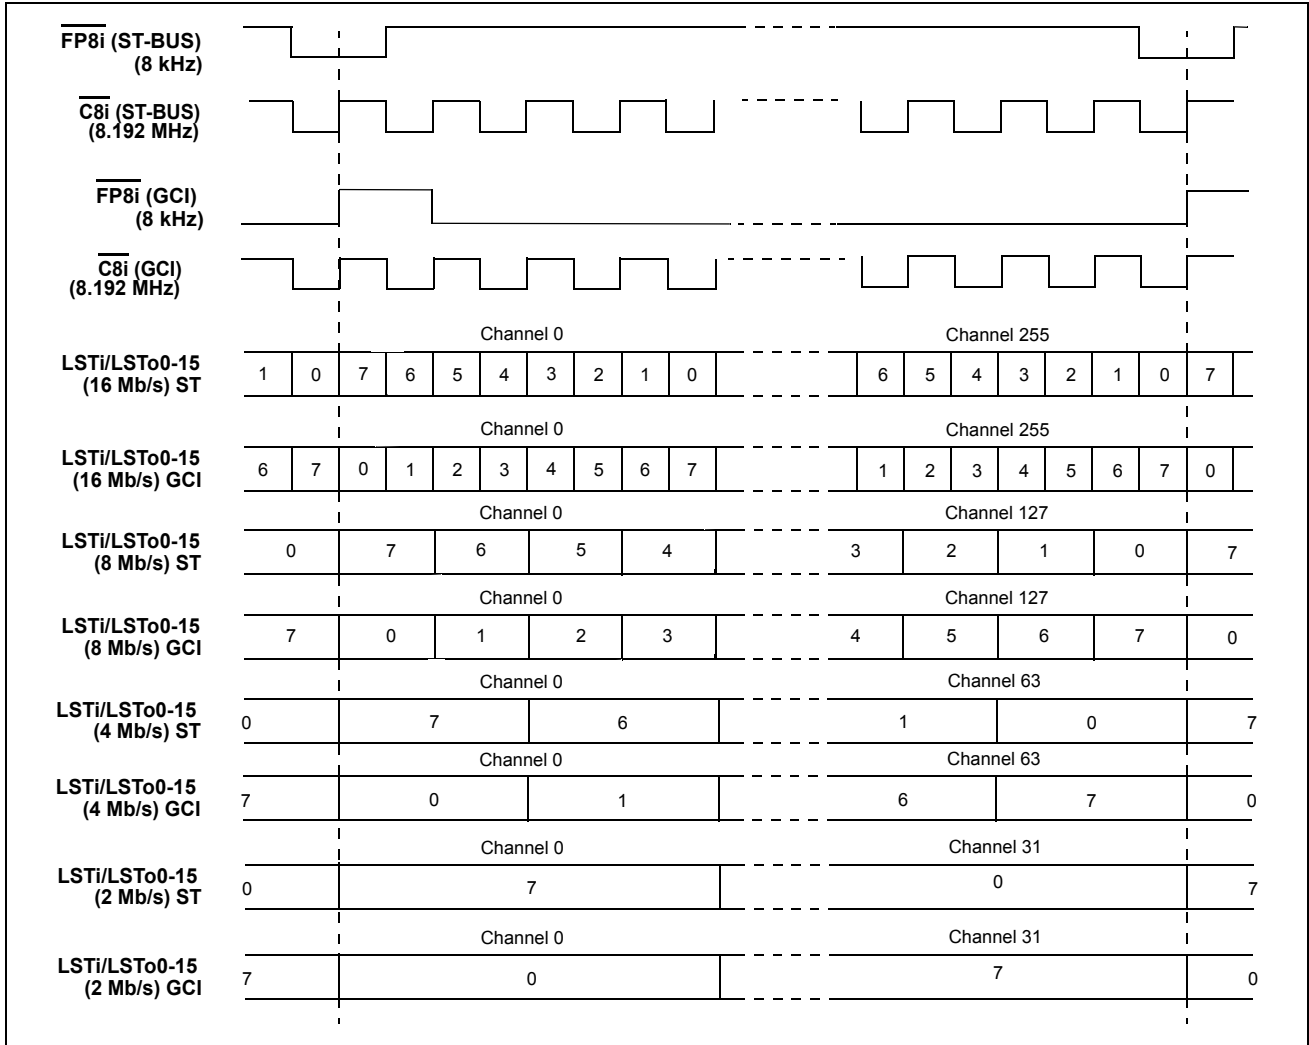 FP8i (ST-BUS)
(8 kHz)
C8i (ST-BUS)
(8.192 MHz)
FP8i (GCI)
(8 kHz)
C8i (GCI)
(8.192 MHz)
Channel 0 Channel 255
LSTi/LSTo0-15
(16 Mb/s) ST
1 0 7 6 5 4 3 2 1 0 6 5 4 3 2 1 0 7
Channel 0 Channel 255
LSTi/LSTo0-15
(16 Mb/s) GCI
6 7 0 1 2 3 4 5 6 7 1 2 3 4 5 6 7 0
Channel 0 Channel 127
LSTi/LSTo0-15
(8 Mb/s) ST
0 7 6 5 4 3 2 1 0 7
Channel 0 Channel 127
LSTi/LSTo0-15
(8 Mb/s) GCI
7 0 1 2 3 4 5 6 7 0
Channel 0 Channel 63
LSTi/LSTo0-15
(4 Mb/s) ST
0 7 6 1 0 7
Channel 0 Channel 63
LSTi/LSTo0-15
(4 Mb/s) GCI
7 0 1 6 7 0
Channel 0 Channel 31
LSTi/LSTo0-15
(2 Mb/s) ST
0 7 0 7
Channel 0 Channel 31
LSTi/LSTo0-15
(2 Mb/s) GCI
7 0 7 0